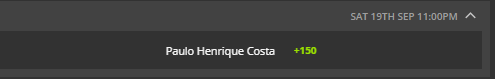 SAT 19TH SEP 11:00PM
Paulo Henrique Costa +150